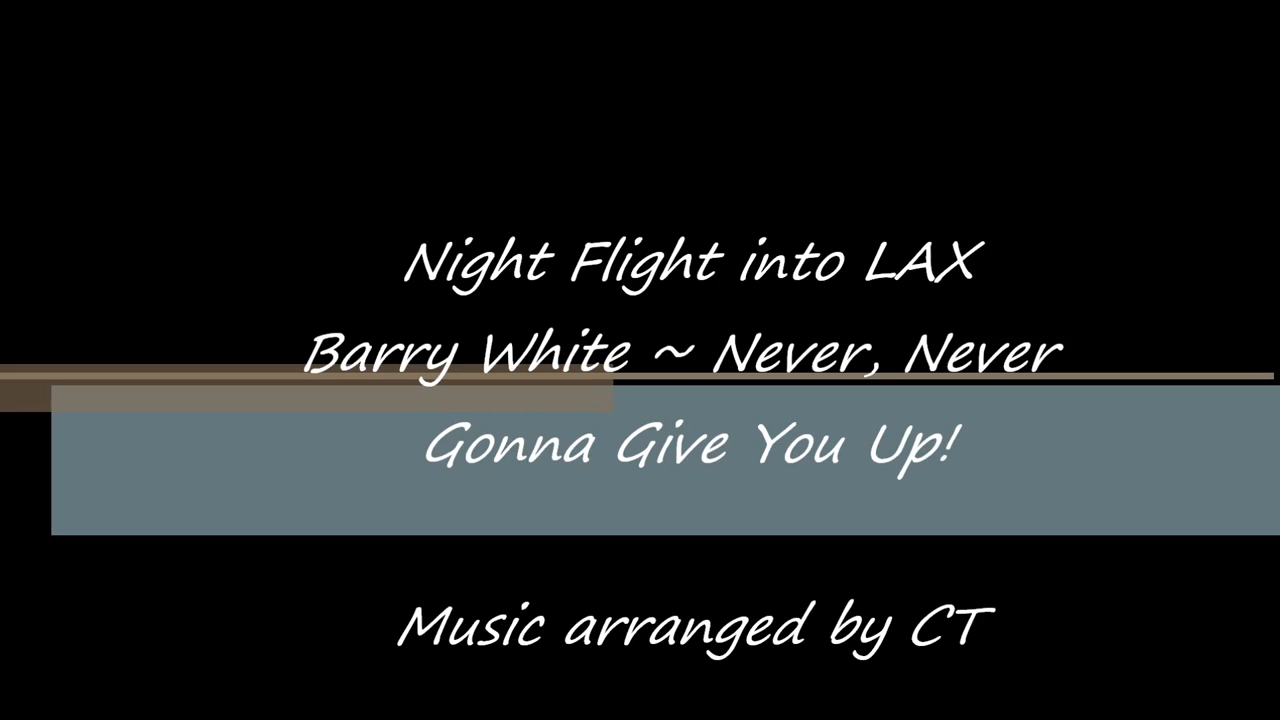 Night Flight into LAX
Barry White ~ Never, Never
Gonna Give You Up!
Music arranged by CT